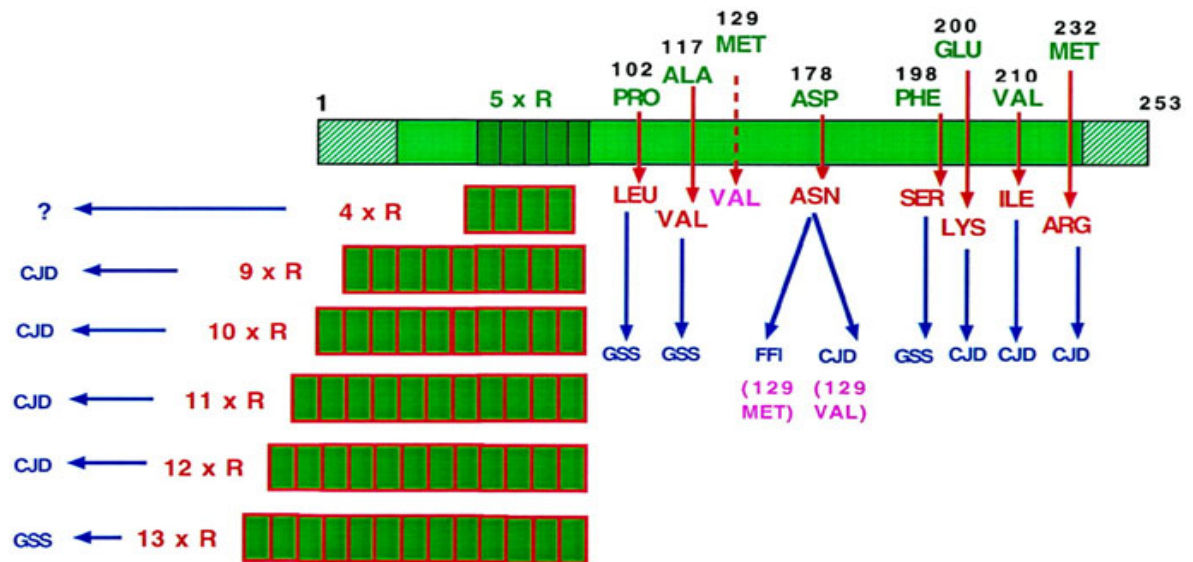 129 200 232
117 MET GLU MET
102 ALA 178 198 210
1 5 x R PRO ASP PHE VAL 253
? 4 x R LEU VAL VAL ASN SER LYS ILE ARG
CJD 9 x R
CJD 10 x R
GSS GSS FFI CJD GSS CJD CJD CJD
(129 MET) (129 VAL)
CJD 11 x R
CJD 12 x R
GSS 13 x R